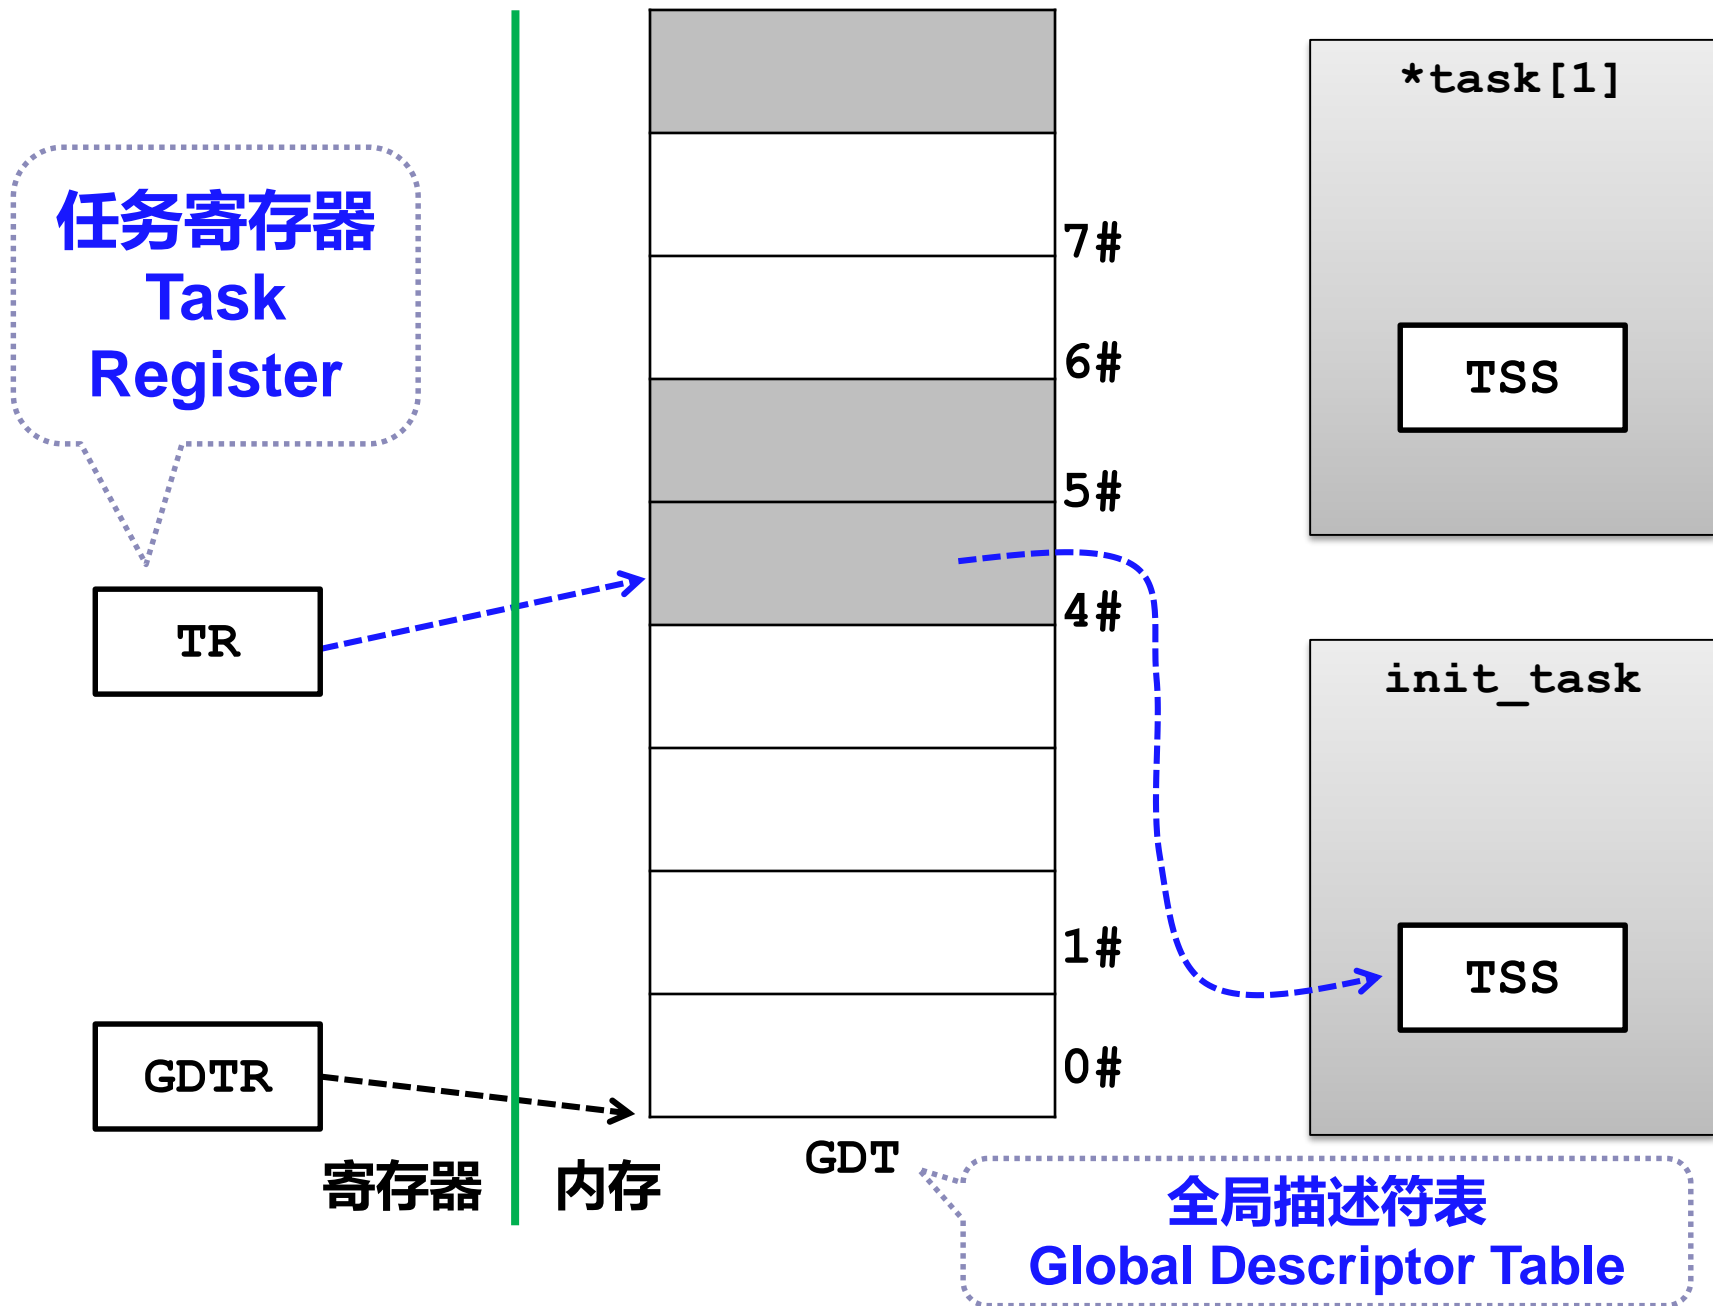 任务寄存器
Task
Register
TR
GDTR
寄存器
内存
7#
6#
5#
4#
1#
0#
GDT
全局描述符表
Global Descriptor Table
*task[1]
TSS
init_task
TSS